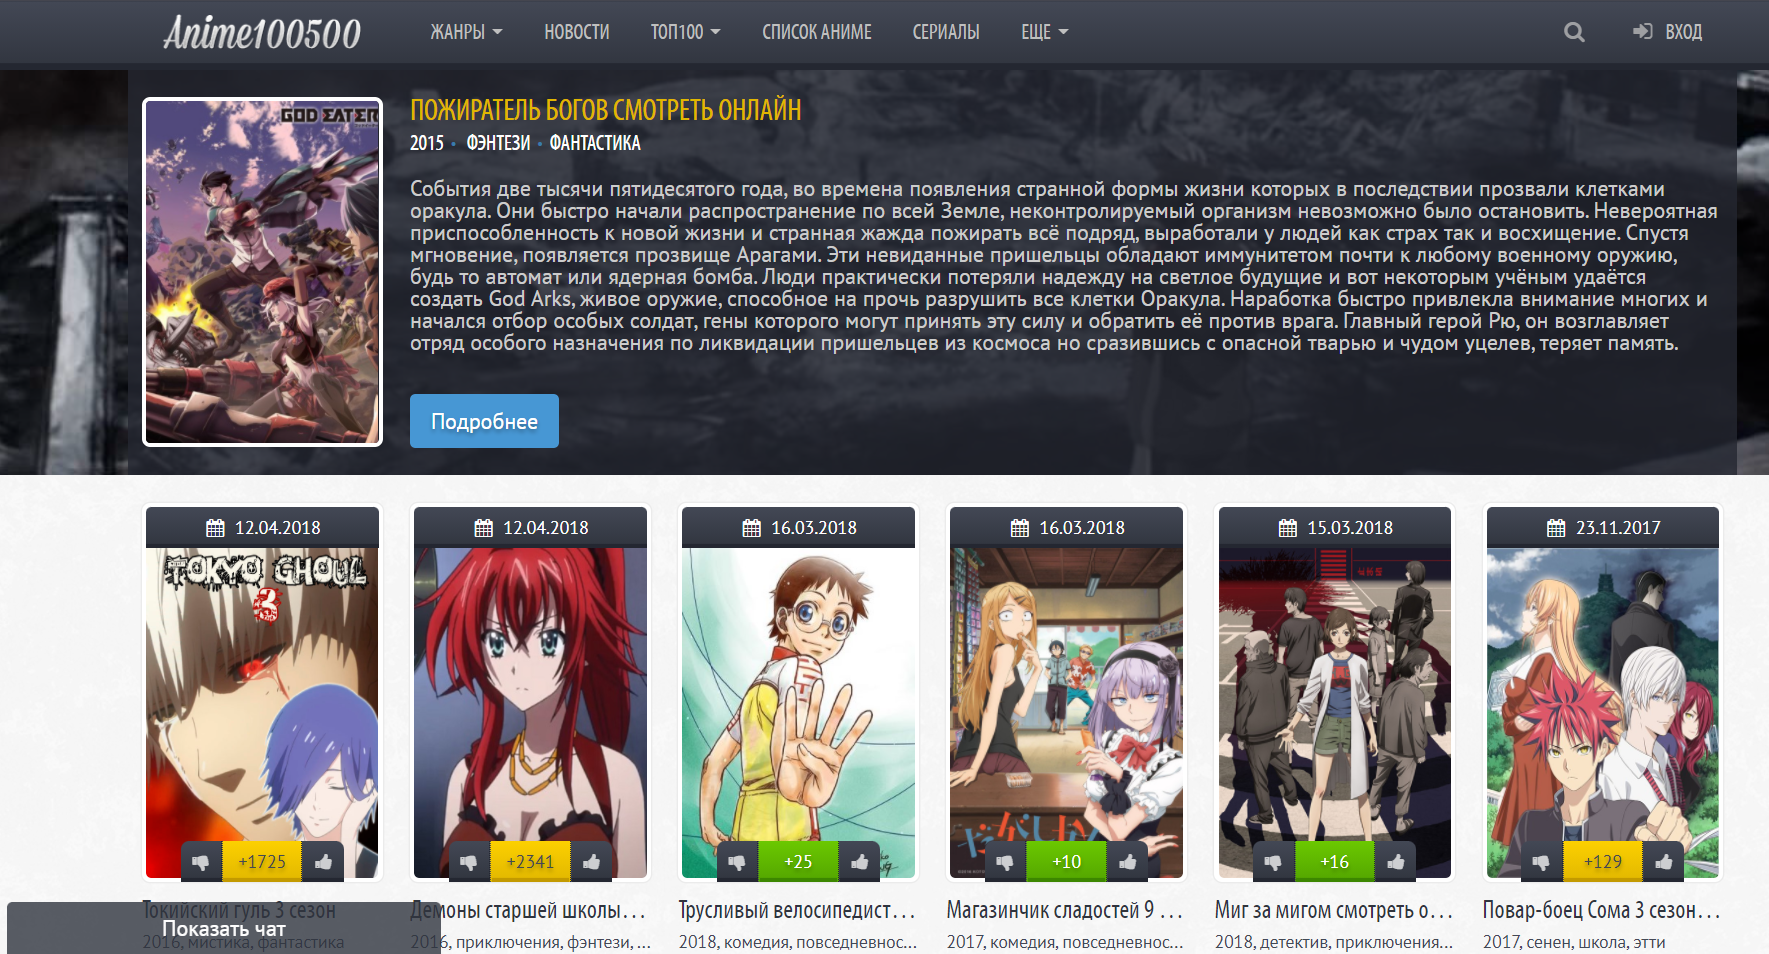 Anime100500
ЖАНРЫ НОВОСТИ ТОП100 СПИСОК АНИМЕ СЕРИАЛЫ ЕЩЕ ВХОД
GOD EATER
ПОЖИРАТЕЛЬ БОГОВ СМОТРЕТЬ ОНЛАЙН
2015 • ФЭНТЕЗИ • ФАНТАСТИКА
События две тысячи пятидесятого года, во времена появления странной формы жизни которых в последствии прозвали клетками
оракула. Они быстро начали распространение по всей Земле, неконтролируемый организм невозможно было остановить. Невероятная
приспособленность к новой жизни и странная жажда пожирать всё подряд, выработали у людей как страх так и восхищение. Спустя
мгновение, появляется прозвище Арагами. Эти невиданные пришельцы обладают иммунитетом почти к любому военному оружию,
будь то автомат или ядерная бомба. Люди практически потеряли надежду на светлое будущие и вот некоторым учёным удаётся
создать God Arks, живое оружие, способное на прочь разрушить все клетки Оракула. Наработка быстро привлекла внимание многих и
начался отбор особых солдат, гены которого могут принять эту силу и обратить её против врага. Главный герой Рю, он возглавляет
отряд особого назначения по ликвидации пришельцев из космоса но сразившись с опасной тварью и чудом уцелев, теряет память.
Подробнее
12.04.2018 12.04.2018 16.03.2018 16.03.2018 15.03.2018 23.11.2017
TOKYO GHOUL
3
だがしかし
+1725 +2341 +25 +10 +16 +129
Токийский гуль 3 сезон Демоны старшей школы... Трусливый велосипедист... Магазинчик сладостей 9 ... Миг за мигом смотреть о... Повар-боец Сома 3 сезон...
Показать чат
2016, мистика, фантастика 2016, приключения, фэнтези, ... 2018, комедия, повседневнос... 2017, комедия, повседневнос... 2018, детектив, приключения... 2017, сенен, школа, этти